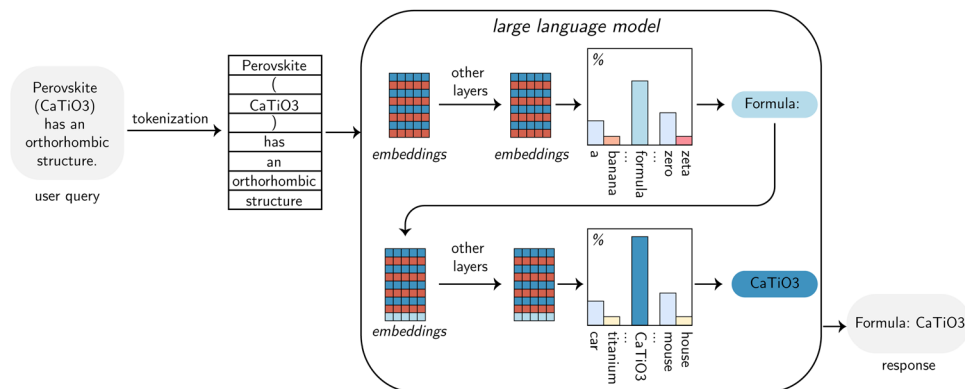 large language model
Perovskite
(CaTiO3)
has an
orthorhombic
structure.
user query
tokenization
Perovskite
(
CaTiO3
)
has
an
orthorhombic
structure
embeddings
other
layers
embeddings
%
a
banana
...
formula
...
zero
zeta
Formula:
embeddings
other
layers
%
car
titanium
...
CaTiO3
...
mouse
house
CaTiO3
Formula: CaTiO3
response